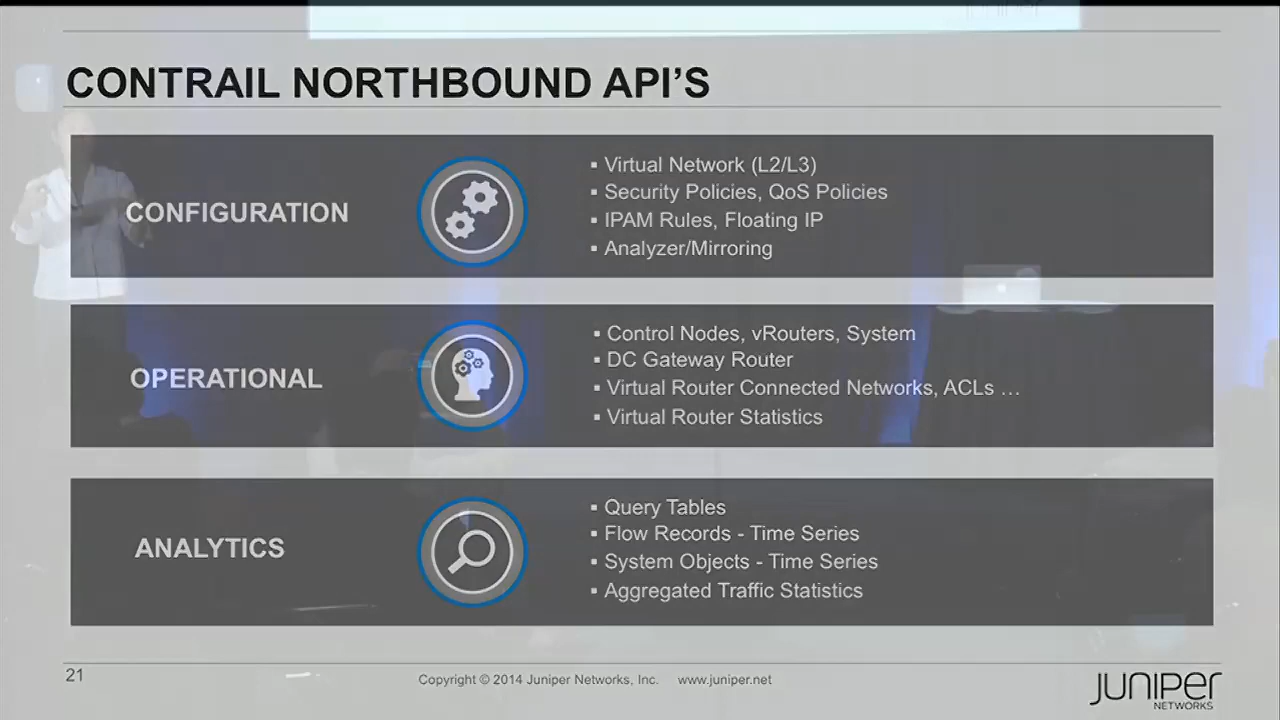 CONTRAIL NORTHBOUND API'S
CONFIGURATION
▪ Virtual Network (L2/L3)
▪ Security Policies, QoS Policies
▪ IPAM Rules, Floating IP
▪ Analyzer/Mirroring
OPERATIONAL
▪ Control Nodes, vRouters, System
▪ DC Gateway Router
▪ Virtual Router Connected Networks, ACLs …
▪ Virtual Router Statistics
ANALYTICS
▪ Query Tables
▪ Flow Records - Time Series
▪ System Objects - Time Series
▪ Aggregated Traffic Statistics
21
Copyright © 2014 Juniper Networks, Inc. www.juniper.net
JUNIPER
NETWORKS